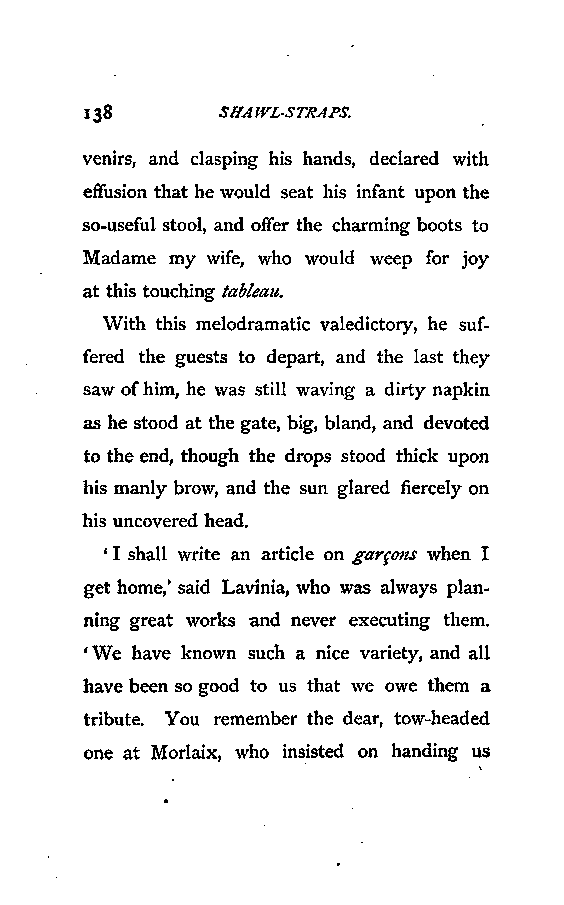 138 SHAWL-STRAPS.
venirs, and clasping his hands, declared with
effusion that he would seat his infant upon the
so-useful stool, and offer the charming boots to
Madame my wife, who would weep for joy
at this touching tableau.
With this melodramatic valedictory, he suf-
fered the guests to depart, and the last they
saw of him, he was still waving a dirty napkin
as he stood at the gate, big, bland, and devoted
to the end, though the drops stood thick upon
his manly brow, and the sun glared fiercely on
his uncovered head.
‘I shall write an article on garçons when I
get home,’ said Lavinia, who was always plan-
ning great works and never executing them.
‘We have known such a nice variety, and all
have been so good to us that we owe them a
tribute. You remember the dear, tow-headed
one at Morlaix, who insisted on handing us